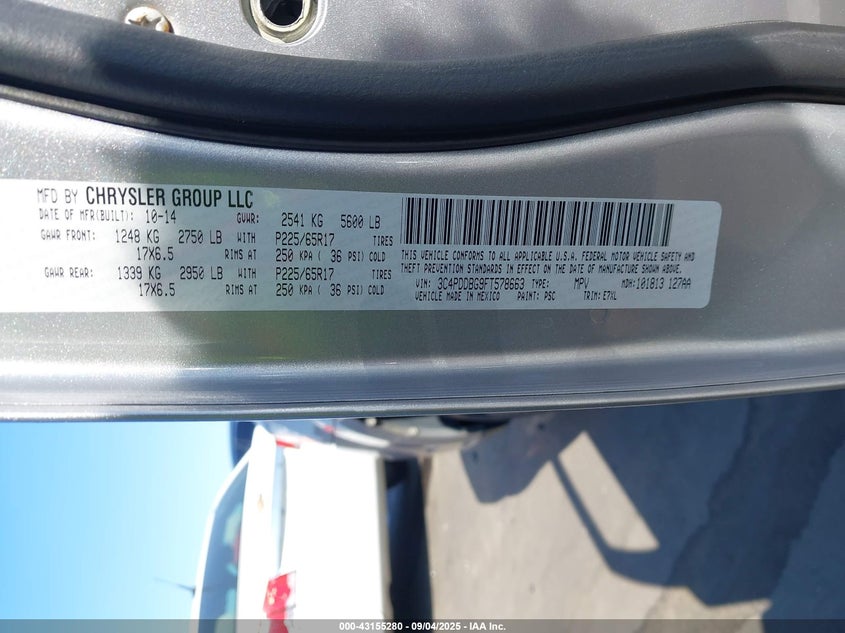 MFD BY CHRYSLER GROUP LLC
DATE OF MFR(BUILT): 10-14 GVWR: 2541 KG 5600 LB
GAWR FRONT: 1248 KG 2750 LB WITH P225/65R17 TIRES
17X6.5 RIMS AT 250 KPA ( 36 PSI) COLD
GAWR REAR: 1339 KG 2950 LB WITH P225/65R17 TIRES
17X6.5 RIMS AT 250 KPA ( 36 PSI) COLD
THIS VEHICLE CONFORMS TO ALL APPLICABLE U.S.A. FEDERAL MOTOR VEHICLE SAFETY AND
THEFT PREVENTION STANDARDS IN EFFECT ON THE DATE OF MANUFACTURE SHOWN ABOVE.
VIN: 3C4PDDBG9FT578663 TYPE: MPV MDH:101813 127AA
VEHICLE MADE IN MEXICO PAINT: PSC TRIM: E7XL
000-43155280 - 09/04/2025 - IAA Inc.